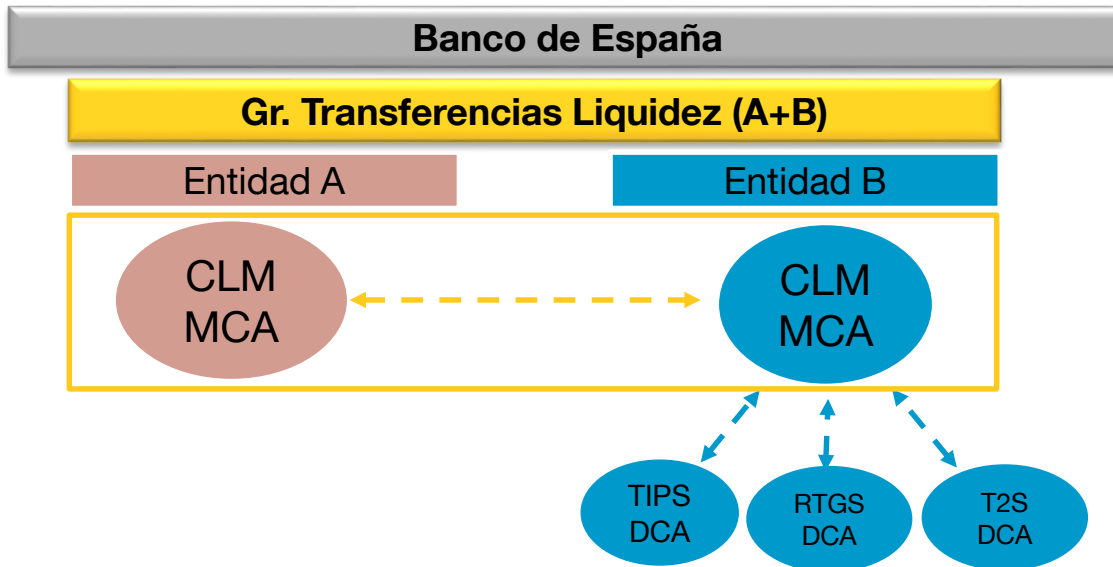 Banco de España
Gr. Transferencias Liquidez (A+B)
Entidad A
Entidad B
CLM
MCA
CLM
MCA
TIPS
DCA
RTGS
DCA
T2S
DCA